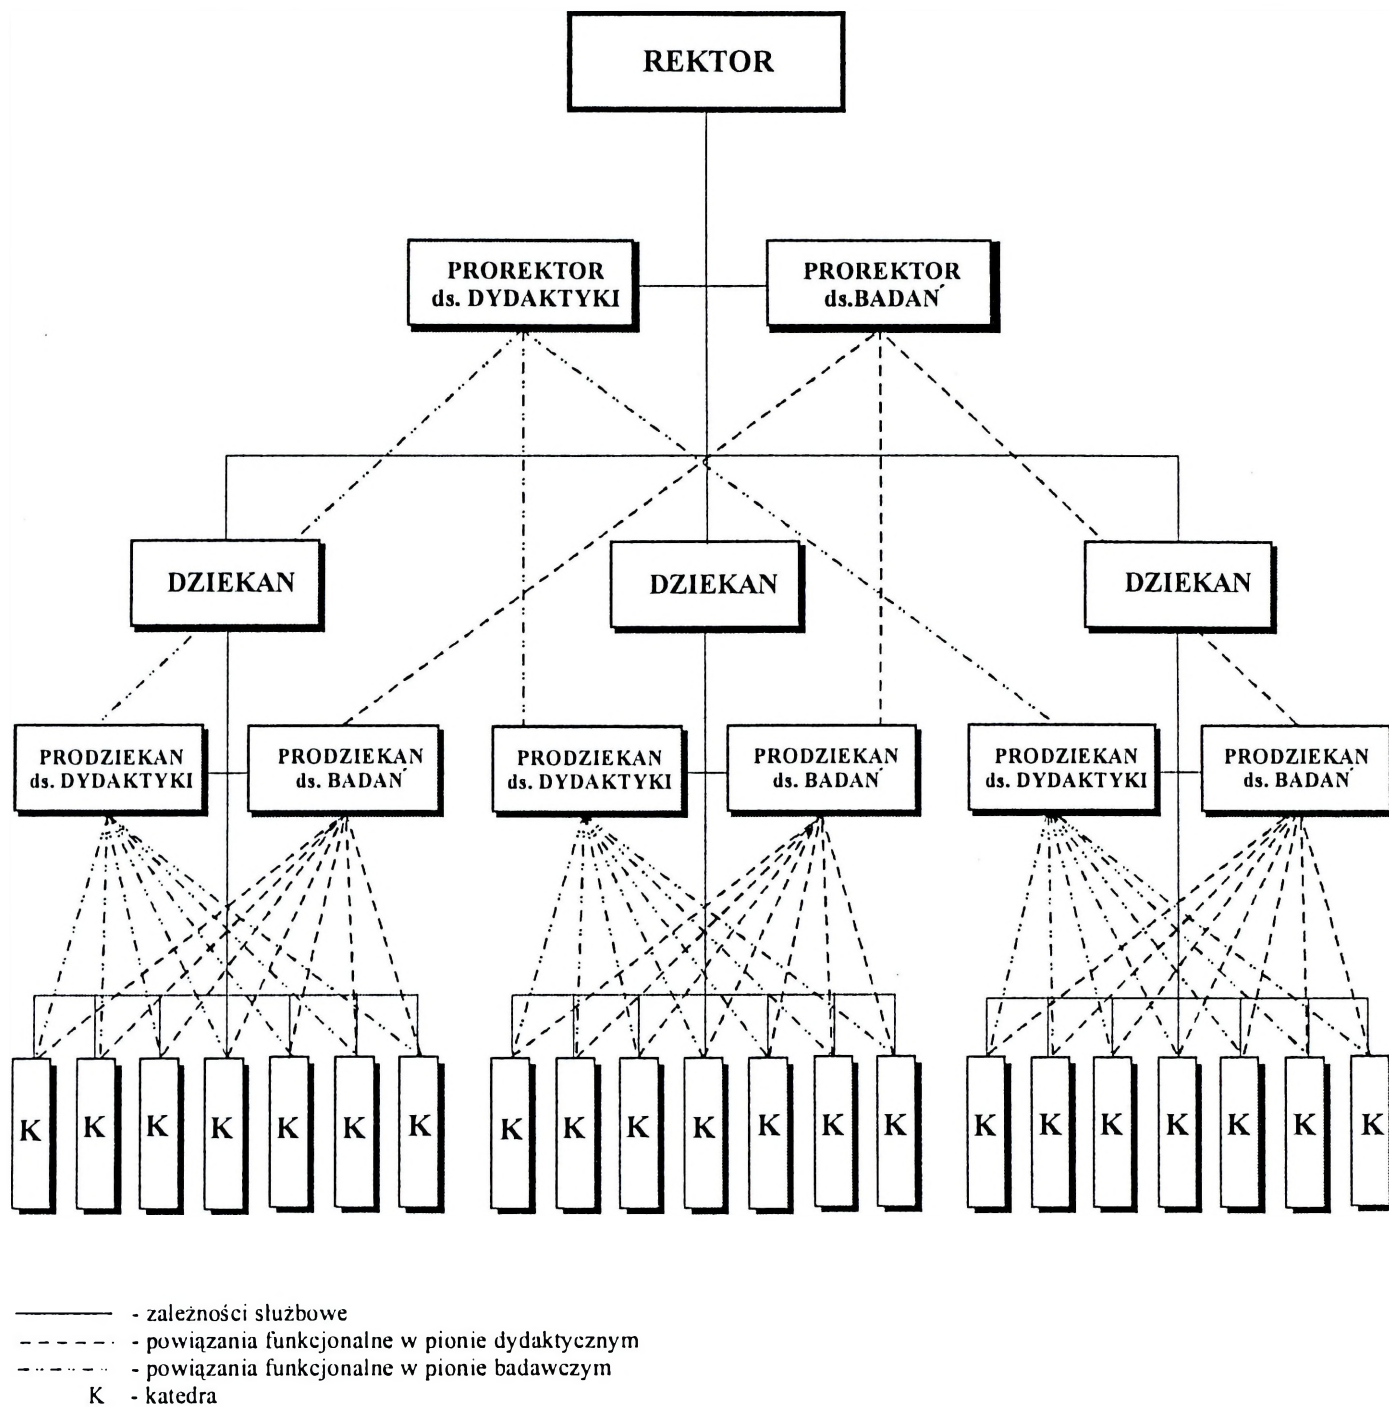 REKTOR
PROREKTOR
ds. DYDAKTYKI
PROREKTOR
ds.BADAŃ
DZIEKAN
DZIEKAN
DZIEKAN
PRODZIEKAN
ds. DYDAKTYKI
PRODZIEKAN
ds. BADAŃ
PRODZIEKAN
ds. DYDAKTYKI
PRODZIEKAN
ds. BADAŃ
PRODZIEKAN
ds. DYDAKTYKI
PRODZIEKAN
ds. BADAŃ
K K K K K K K K K K K K K K K K K K K K K
- zależności służbowe
- powiązania funkcjonalne w pionie dydaktycznym
- powiązania funkcjonalne w pionie badawczym
K - katedra